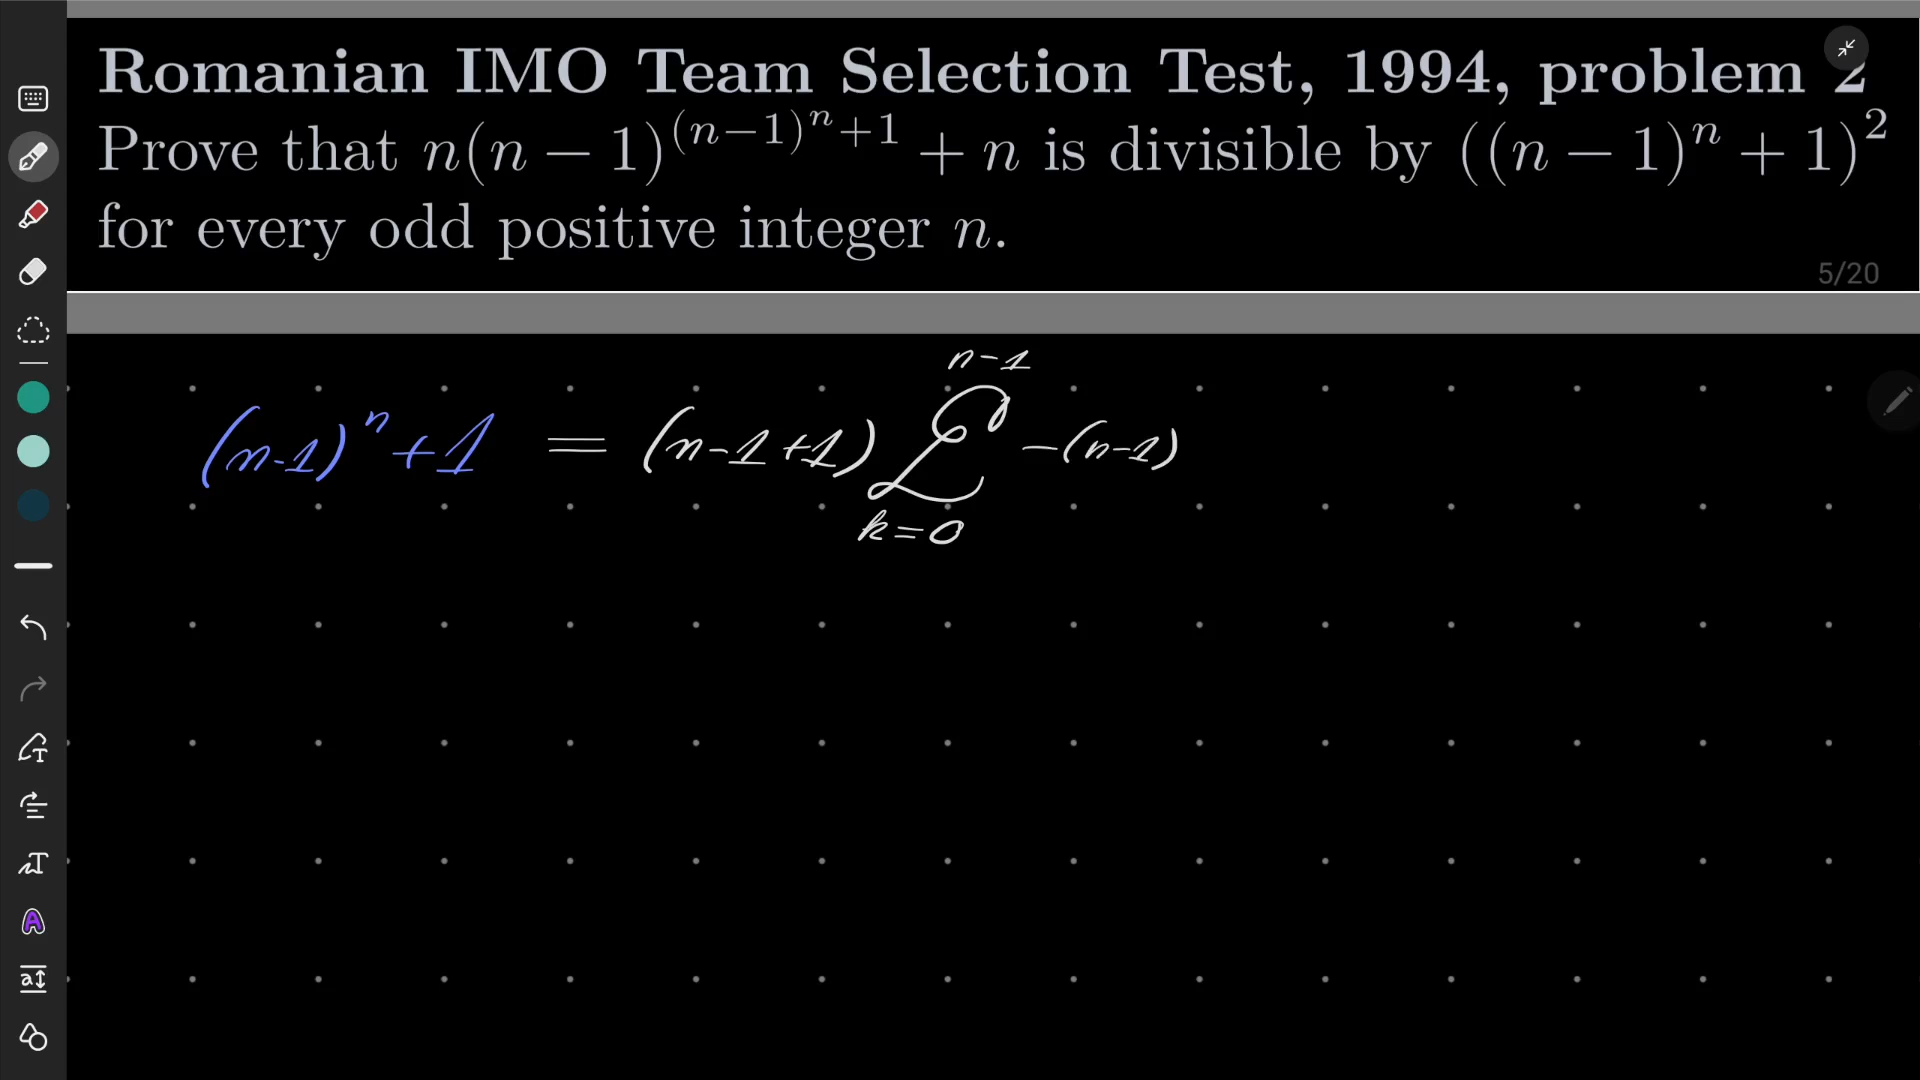 Romanian IMO Team Selection Test, 1994, problem 2
Prove that n(n − 1)^{(n−1)^n+1} + n is divisible by ((n − 1)^n + 1)^2
for every odd positive integer n.
5/20
(n-1)^n + 1 = (n-1+1) \sum_{k=0}^{n-1} -(n-1)